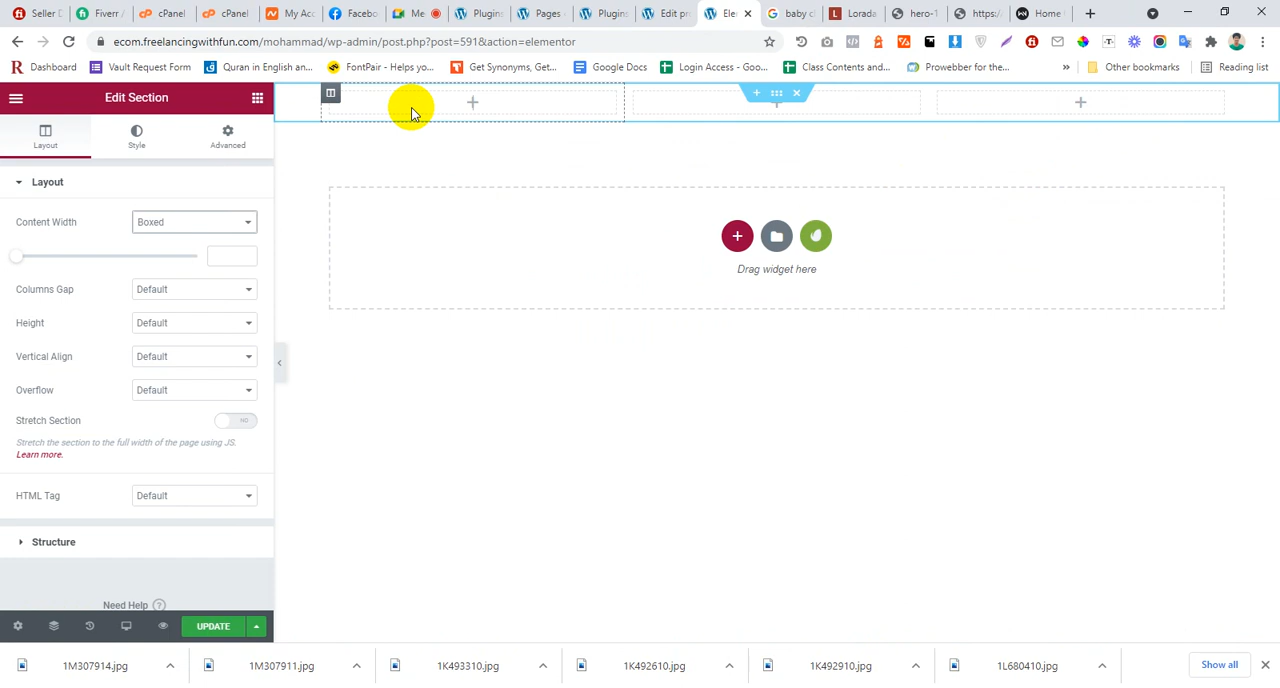 Seller D
Fiverr /
cPanel
cPanel
My Acc
Facebo
Me
Plugin
Pages
Plugin
Edit pr
Ele
baby cl
Lorada
hero-1
https:/
Home
ecom.freelancingwithfun.com/mohammad/wp-admin/post.php?post=591&action=elementor
Dashboard
Vault Request Form
Quran in English an...
FontPair - Helps yo...
Get Synonyms, Get...
Google Docs
Login Access - Goo...
Class Contents and...
Prowebber for the...
»
Other bookmarks
Reading list
Edit Section
Layout
Style
Advanced
Layout
Content Width
Boxed
Columns Gap
Default
Height
Default
Vertical Align
Default
Overflow
Default
Stretch Section
NO
Stretch the section to the full width of the page using JS.
Learn more.
HTML Tag
Default
Structure
Need Help
UPDATE
Drag widget here
1M307914.jpg
1M307911.jpg
1K493310.jpg
1K492610.jpg
1K492910.jpg
1L680410.jpg
Show all